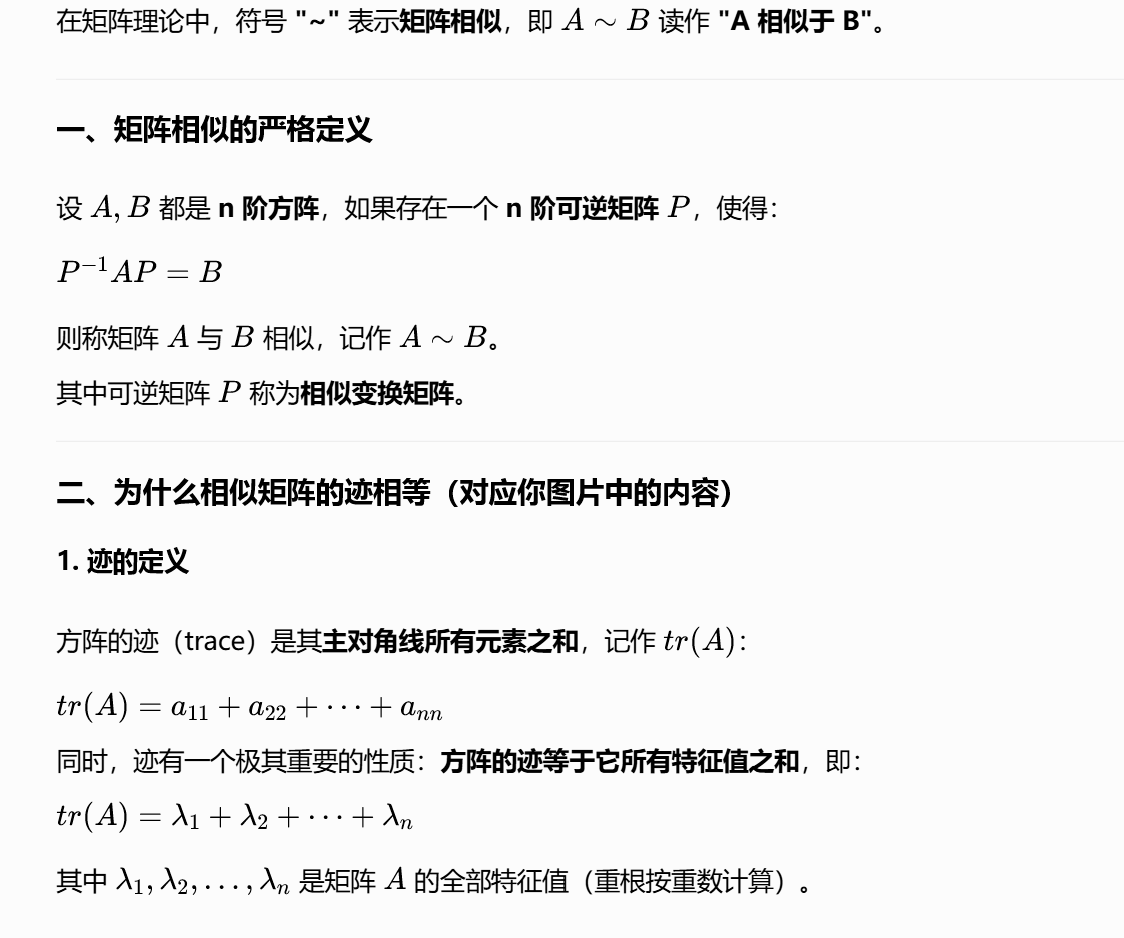 在矩阵理论中，符号 "~" 表示矩阵相似，即 A ∼ B 读作 "A 相似于 B"。
一、矩阵相似的严格定义
设 A, B 都是 n 阶方阵，如果存在一个 n 阶可逆矩阵 P，使得：
P⁻¹AP = B
则称矩阵 A 与 B 相似，记作 A ∼ B。
其中可逆矩阵 P 称为相似变换矩阵。
二、为什么相似矩阵的迹相等（对应你图片中的内容）
1. 迹的定义
方阵的迹（trace）是其主对角线所有元素之和，记作 tr(A)：
tr(A) = a₁₁ + a₂₂ + ⋯ + aₙₙ
同时，迹有一个极其重要的性质：方阵的迹等于它所有特征值之和，即：
tr(A) = λ₁ + λ₂ + ⋯ + λₙ
其中 λ₁, λ₂, …, λₙ 是矩阵 A 的全部特征值（重根按重数计算）。